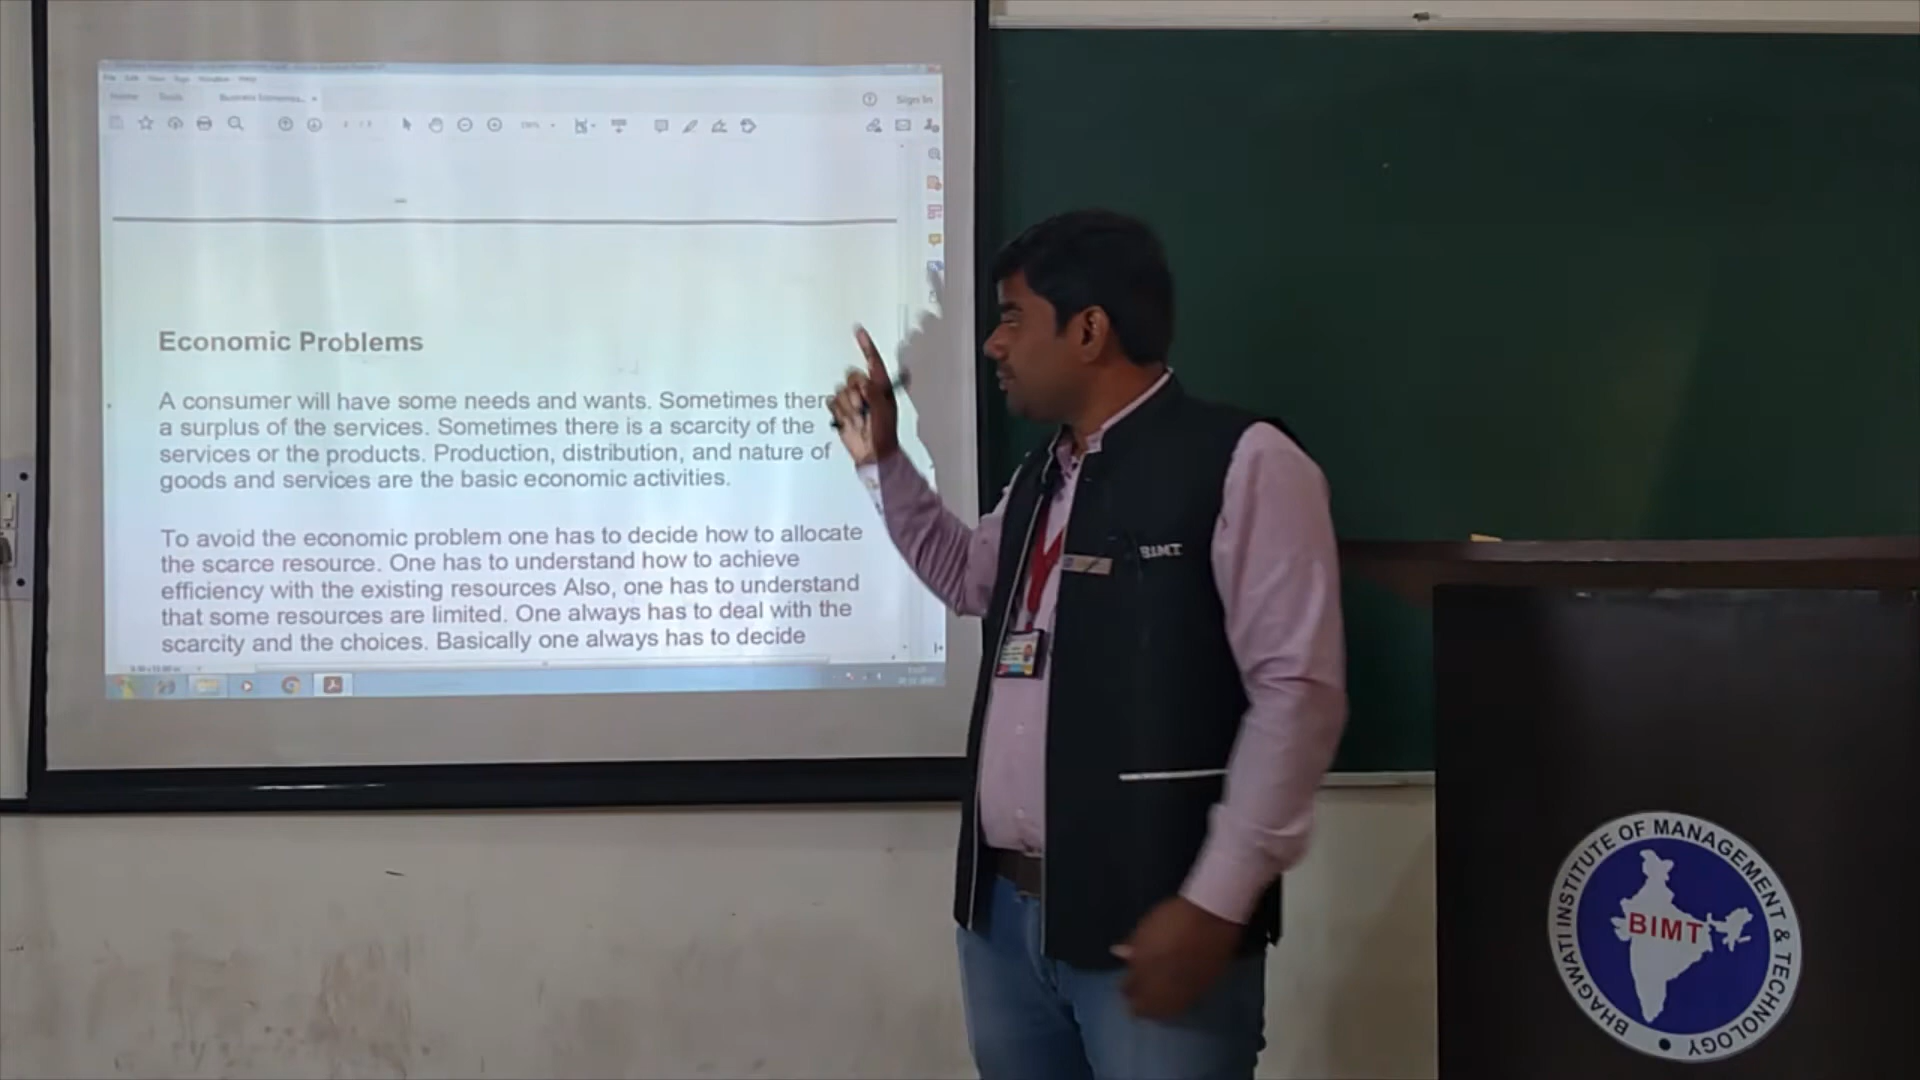 Sign In
Economic Problems
A consumer will have some needs and wants. Sometimes
a surplus of the services. Sometimes there is a scarcity of the
services or the products. Production, distribution, and nature of
goods and services are the basic economic activities.
To avoid the economic problem one has to decide how to allocate
the scarce resource. One has to understand how to achieve
efficiency with the existing resources Also, one has to understand
that some resources are limited. One always has to deal with the
scarcity and the choices. Basically one always has to decide
BIMT
BHAGWATI INSTITUTE OF MANAGEMENT & TECHNOLOGY
BIMT